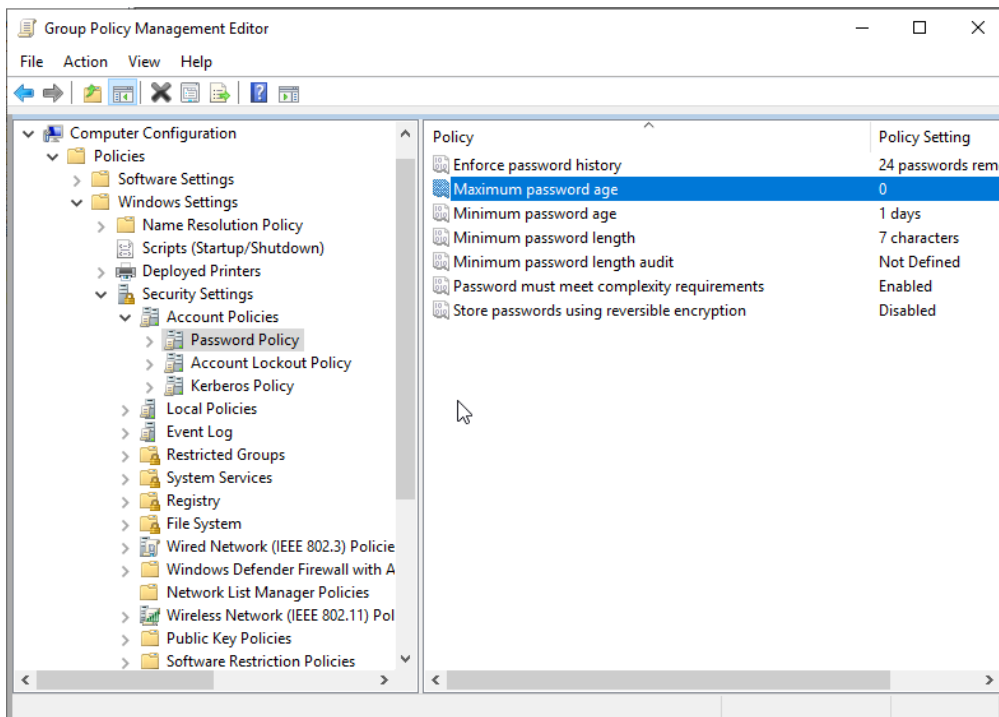 Group Policy Management Editor
File Action View Help
Computer Configuration
Policies
Software Settings
Windows Settings
Name Resolution Policy
Scripts (Startup/Shutdown)
Deployed Printers
Security Settings
Account Policies
Password Policy
Account Lockout Policy
Kerberos Policy
Local Policies
Event Log
Restricted Groups
System Services
Registry
File System
Wired Network (IEEE 802.3) Policie
Windows Defender Firewall with A
Network List Manager Policies
Wireless Network (IEEE 802.11) Pol
Public Key Policies
Software Restriction Policies
Policy Policy Setting
Enforce password history 24 passwords rem
Maximum password age 0
Minimum password age 1 days
Minimum password length 7 characters
Minimum password length audit Not Defined
Password must meet complexity requirements Enabled
Store passwords using reversible encryption Disabled